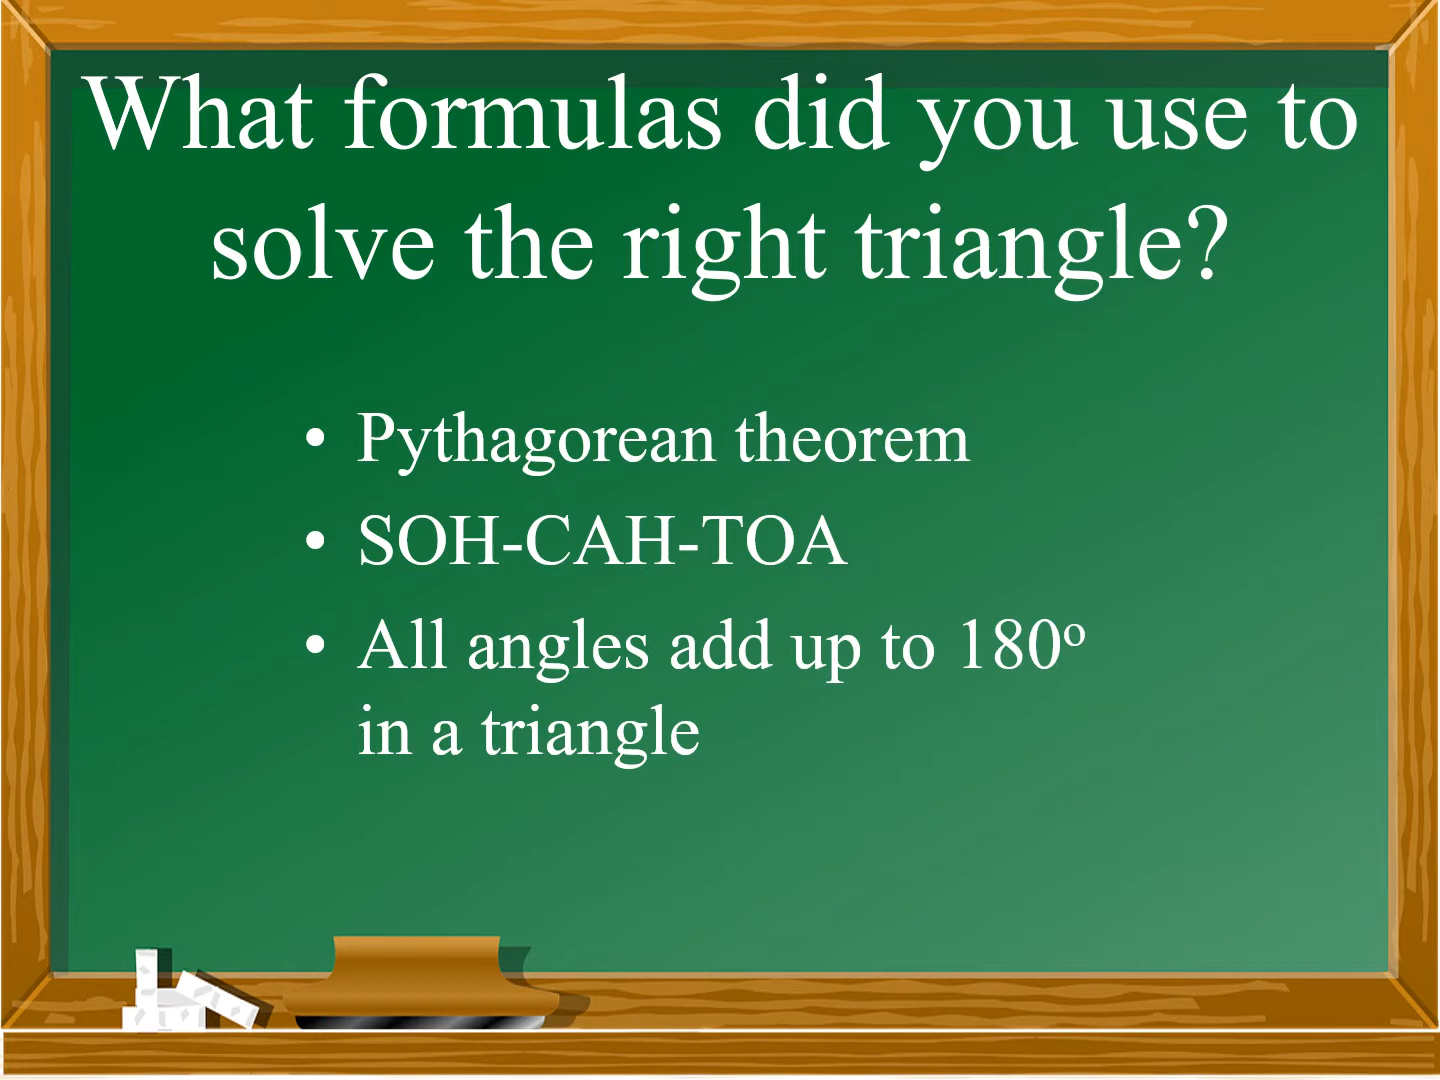 What formulas did you use to
solve the right triangle?
• Pythagorean theorem
• SOH-CAH-TOA
• All angles add up to 180º
in a triangle